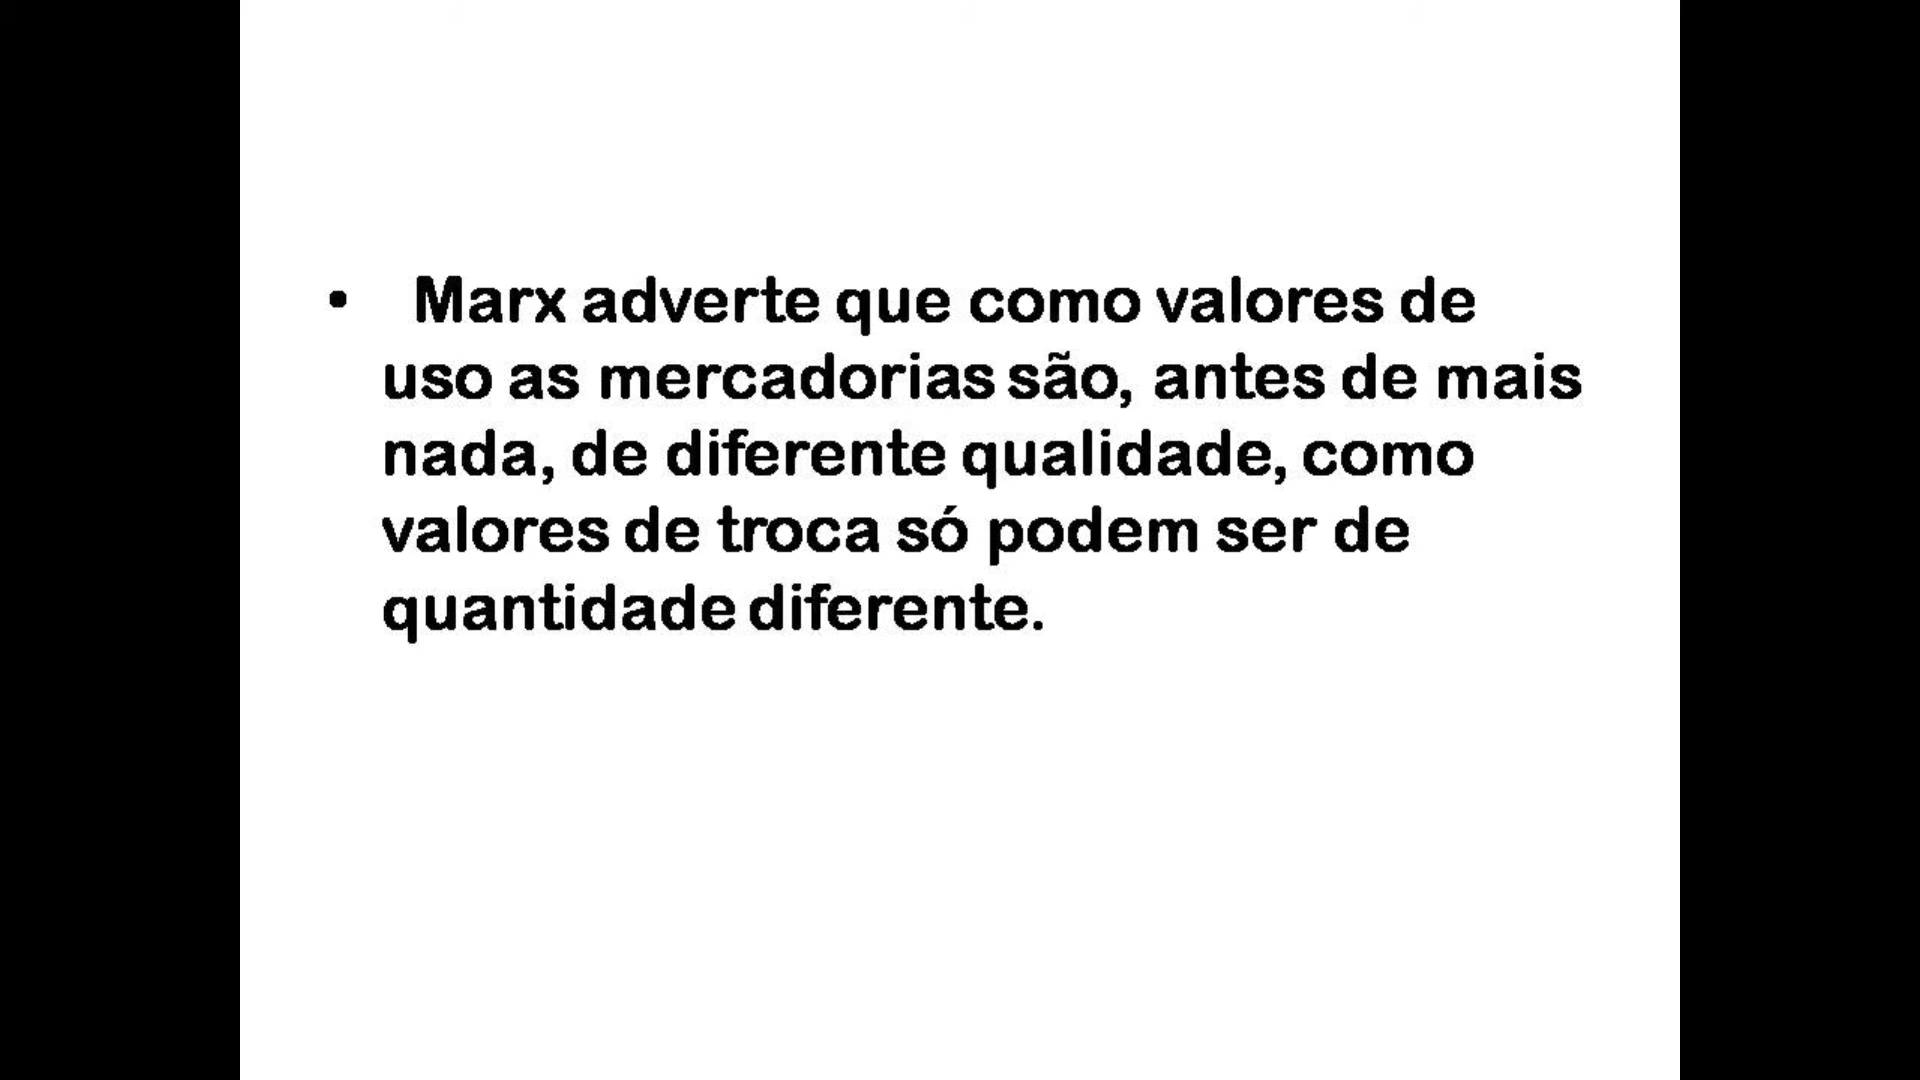 • Marx adverte que como valores de
uso as mercadorias são, antes de mais
nada, de diferente qualidade, como
valores de troca só podem ser de
quantidade diferente.